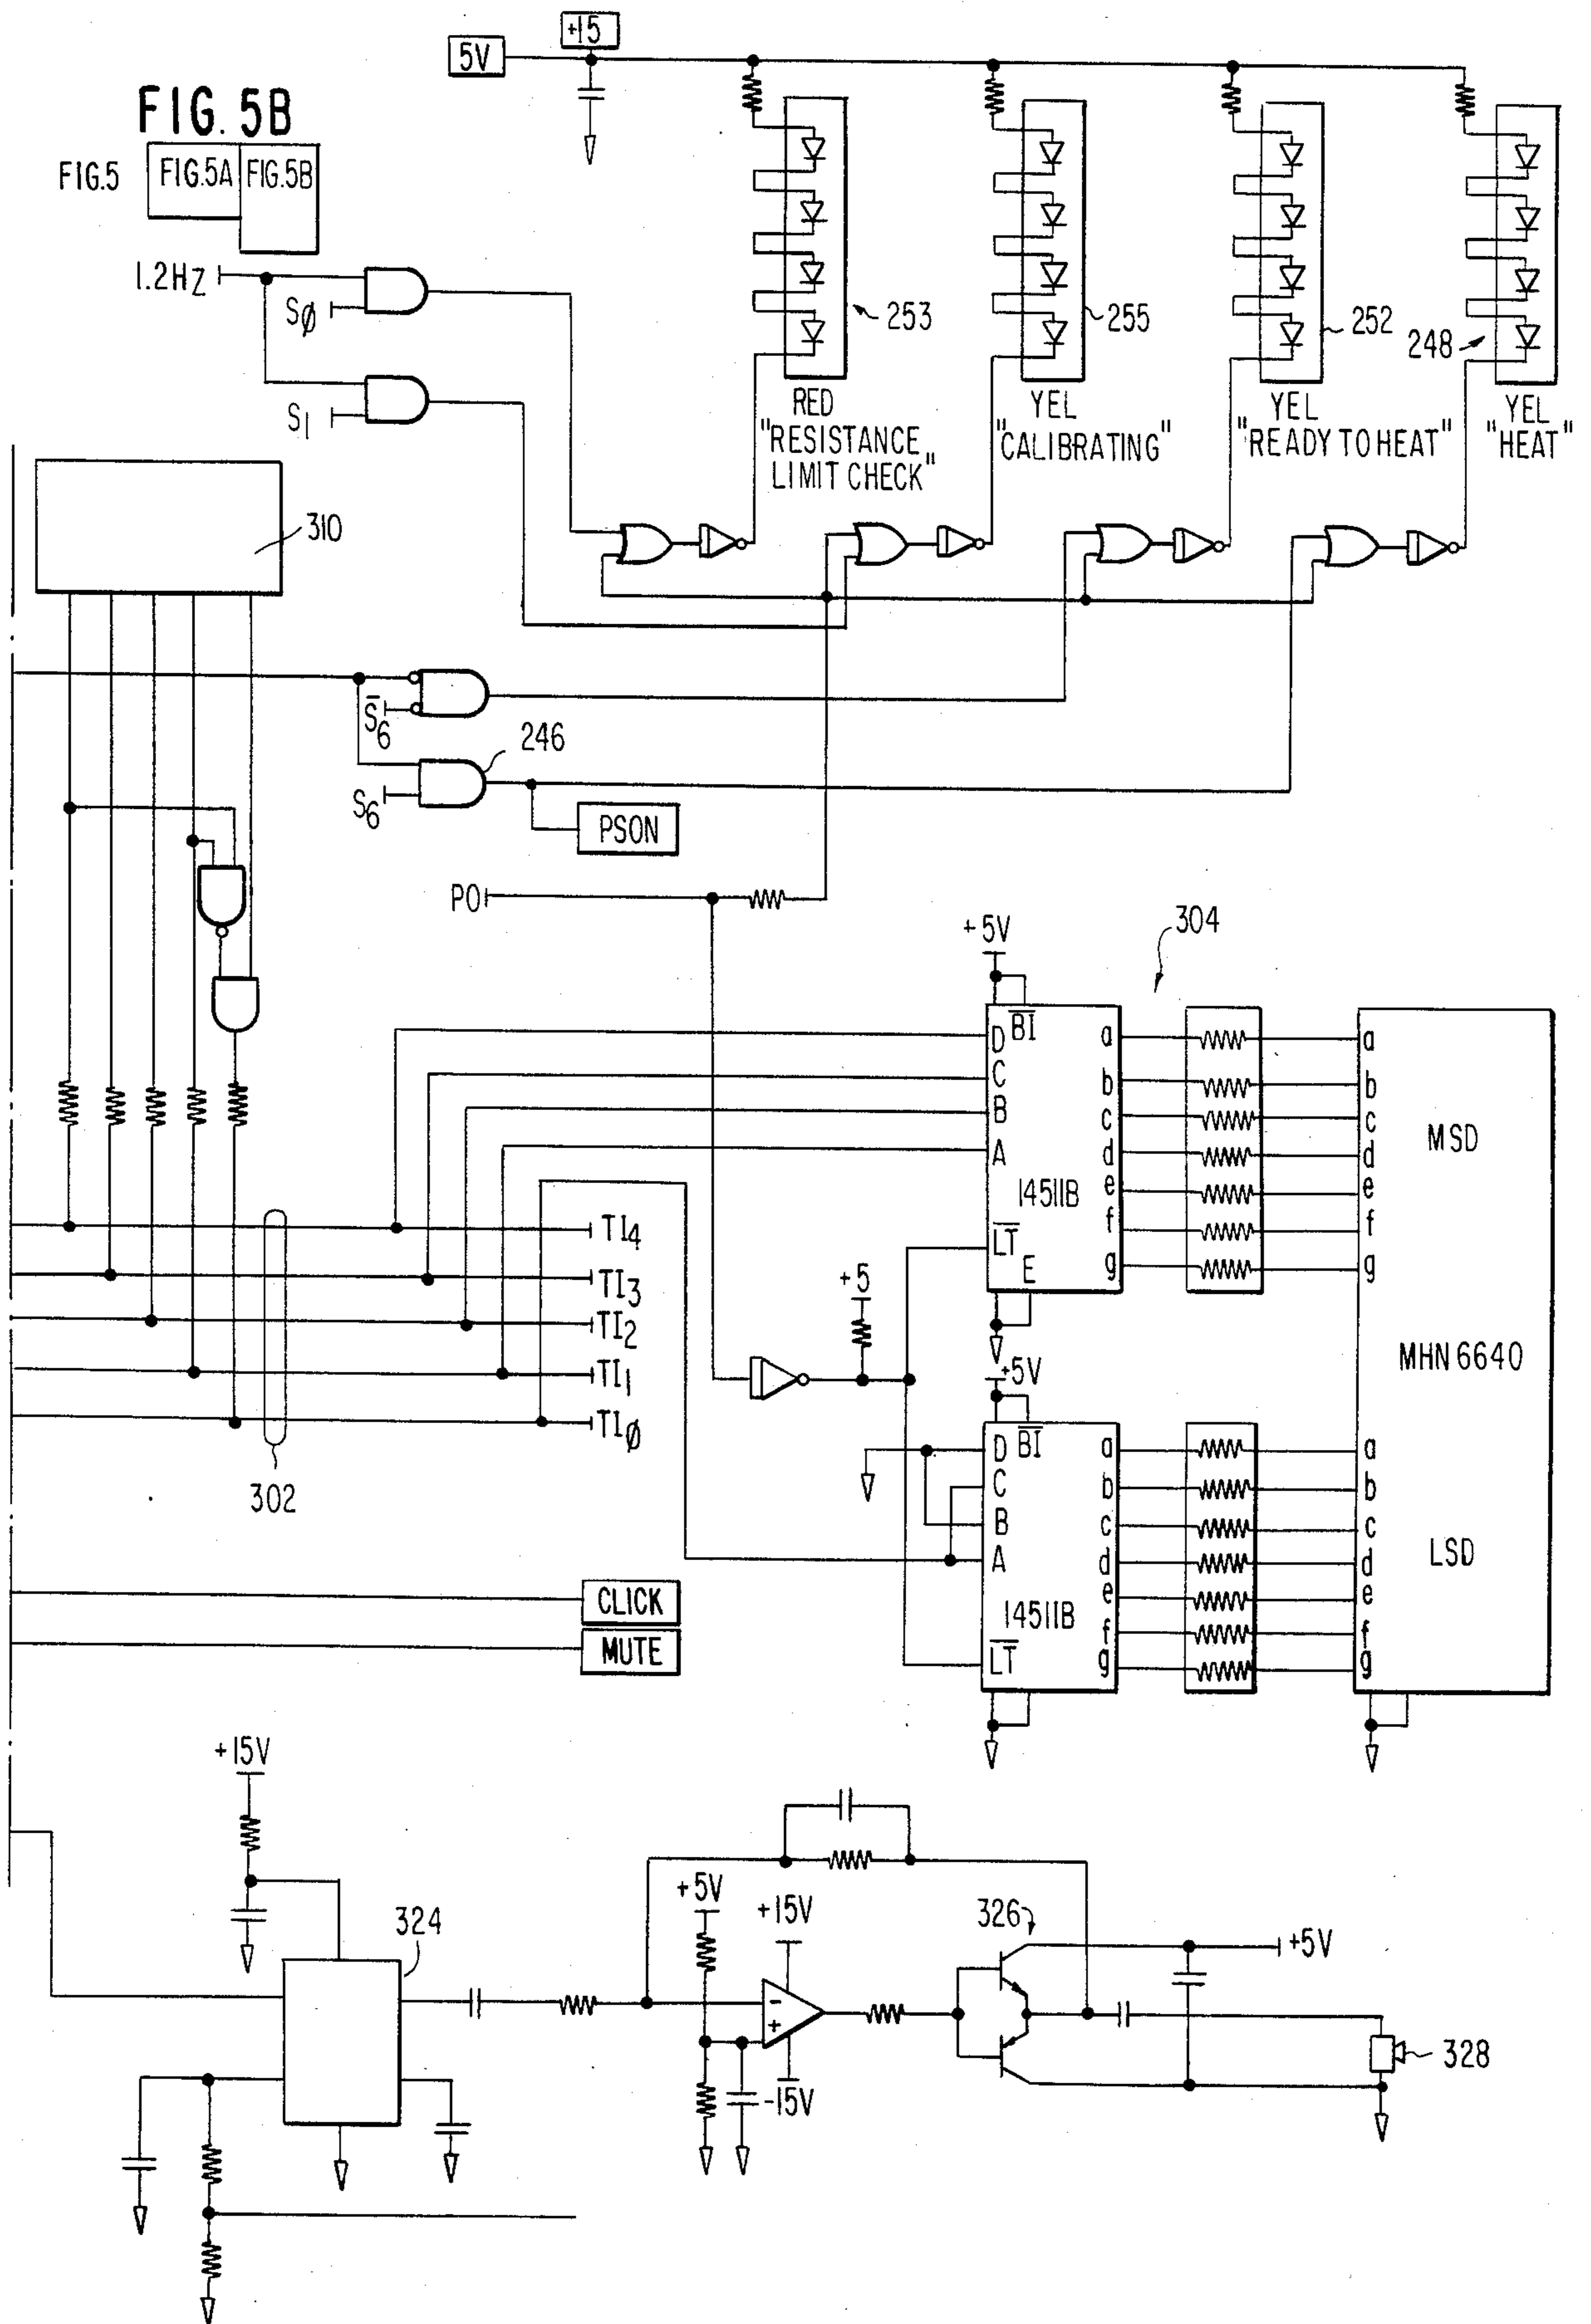 +15
5V
FIG. 5B
FIG.5 FIG.5A FIG.5B
1.2HZ
SØ
S1
253
255
252
248
RED
"RESISTANCE
LIMIT CHECK"
YEL
"CALIBRATING"
YEL
"READY TO HEAT"
YEL
"HEAT"
310
S̅6
246
S6
PSON
PO
304
+5V
D B̅I̅
C
B
A
14511B
L̅T̅
E
a
b
c
d
e
f
g
a
b
c
d
e
f
g
MSD
MHN6640
LSD
TI4
TI3
TI2
TI1
TIØ
302
+5
+5V
D B̅I̅
C
B
A
14511B
L̅T̅
a
b
c
d
e
f
g
a
b
c
d
e
f
g
CLICK
MUTE
+15V
324
+5V
+15V
-
+
-15V
326
+5V
328